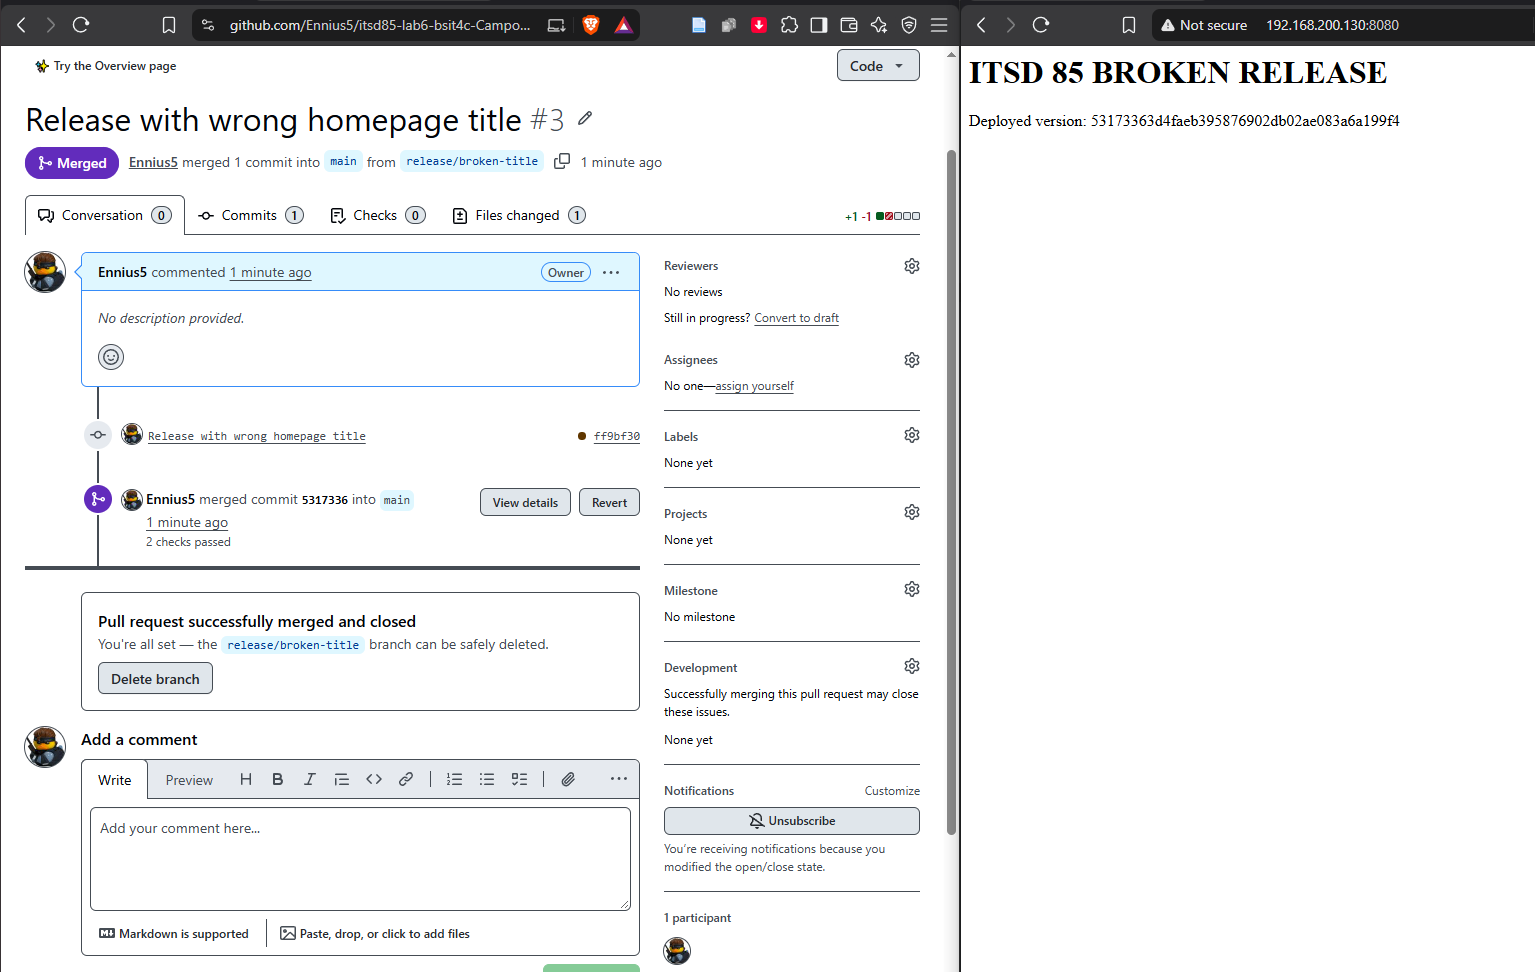 github.com/Ennius5/itsd85-lab6-bsit4c-Campo...
Try the Overview page
Code
Release with wrong homepage title #3
Merged
Ennius5 merged 1 commit into main from release/broken-title 1 minute ago
Conversation 0
Commits 1
Checks 0
Files changed 1
+1 -1
Ennius5 commented 1 minute ago
Owner
No description provided.
Release with wrong homepage title
ff9bf30
Ennius5 merged commit 5317336 into main
1 minute ago
2 checks passed
View details
Revert
Pull request successfully merged and closed
You're all set — the release/broken-title branch can be safely deleted.
Delete branch
Add a comment
Write
Preview
H B I
Add your comment here...
Markdown is supported
Paste, drop, or click to add files
Reviewers
No reviews
Still in progress? Convert to draft
Assignees
No one—assign yourself
Labels
None yet
Projects
None yet
Milestone
No milestone
Development
Successfully merging this pull request may close
these issues.
None yet
Notifications
Customize
Unsubscribe
You're receiving notifications because you
modified the open/close state.
1 participant
Not secure 192.168.200.130:8080
ITSD 85 BROKEN RELEASE
Deployed version: 53173363d4faeb395876902db02ae083a6a199f4